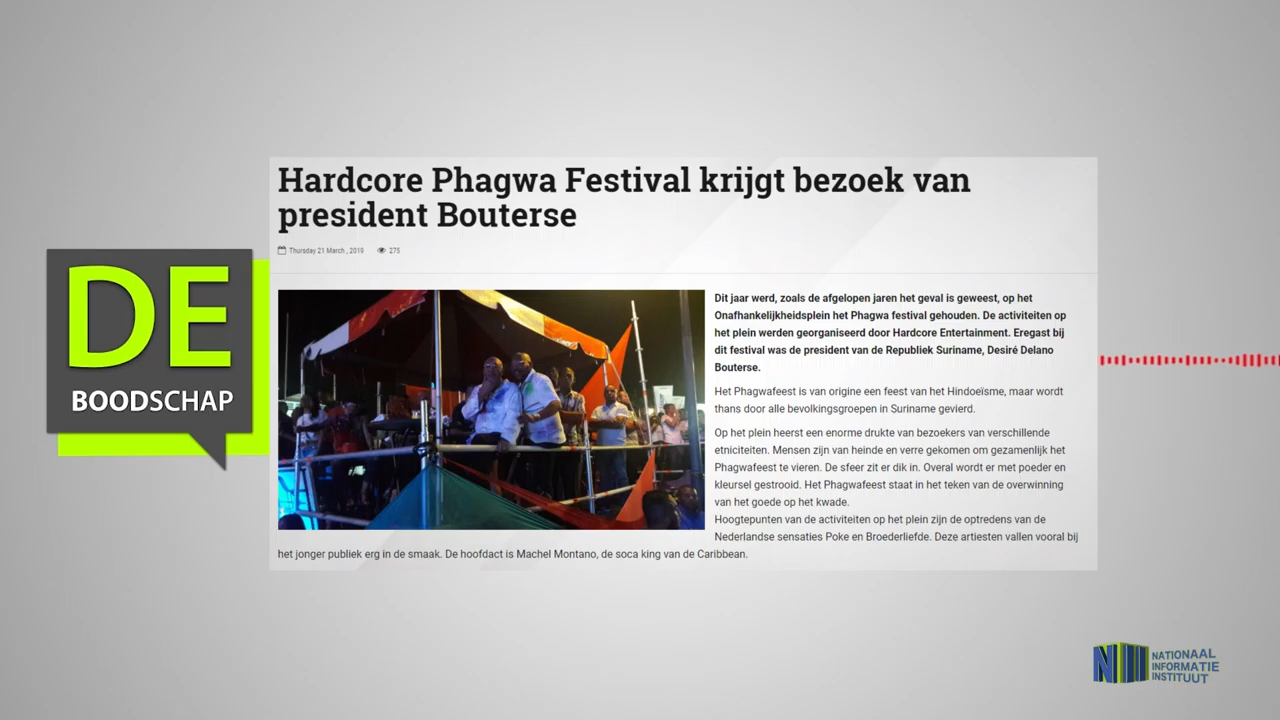 Hardcore Phagwa Festival krijgt bezoek van
president Bouterse
Thursday 21 March , 2019 275
DE
BOODSCHAP
Dit jaar werd, zoals de afgelopen jaren het geval is geweest, op het
Onafhankelijkheidsplein het Phagwa festival gehouden. De activiteiten op
het plein werden georganiseerd door Hardcore Entertainment. Eregast bij
dit festival was de president van de Republiek Suriname, Desiré Delano
Bouterse.
Het Phagwafeest is van origine een feest van het Hindoeïsme, maar wordt
thans door alle bevolkingsgroepen in Suriname gevierd.
Op het plein heerst een enorme drukte van bezoekers van verschillende
etniciteiten. Mensen zijn van heinde en verre gekomen om gezamenlijk het
Phagwafeest te vieren. De sfeer zit er dik in. Overal wordt er met poeder en
kleursel gestrooid. Het Phagwafeest staat in het teken van de overwinning
van het goede op het kwade.
Hoogtepunten van de activiteiten op het plein zijn de optredens van de
Nederlandse sensaties Poke en Broederliefde. Deze artiesten vallen vooral bij
het jonger publiek erg in de smaak. De hoofdact is Machel Montano, de soca king van de Caribbean.
NII
NATIONAAL
INFORMATIE
INSTITUUT